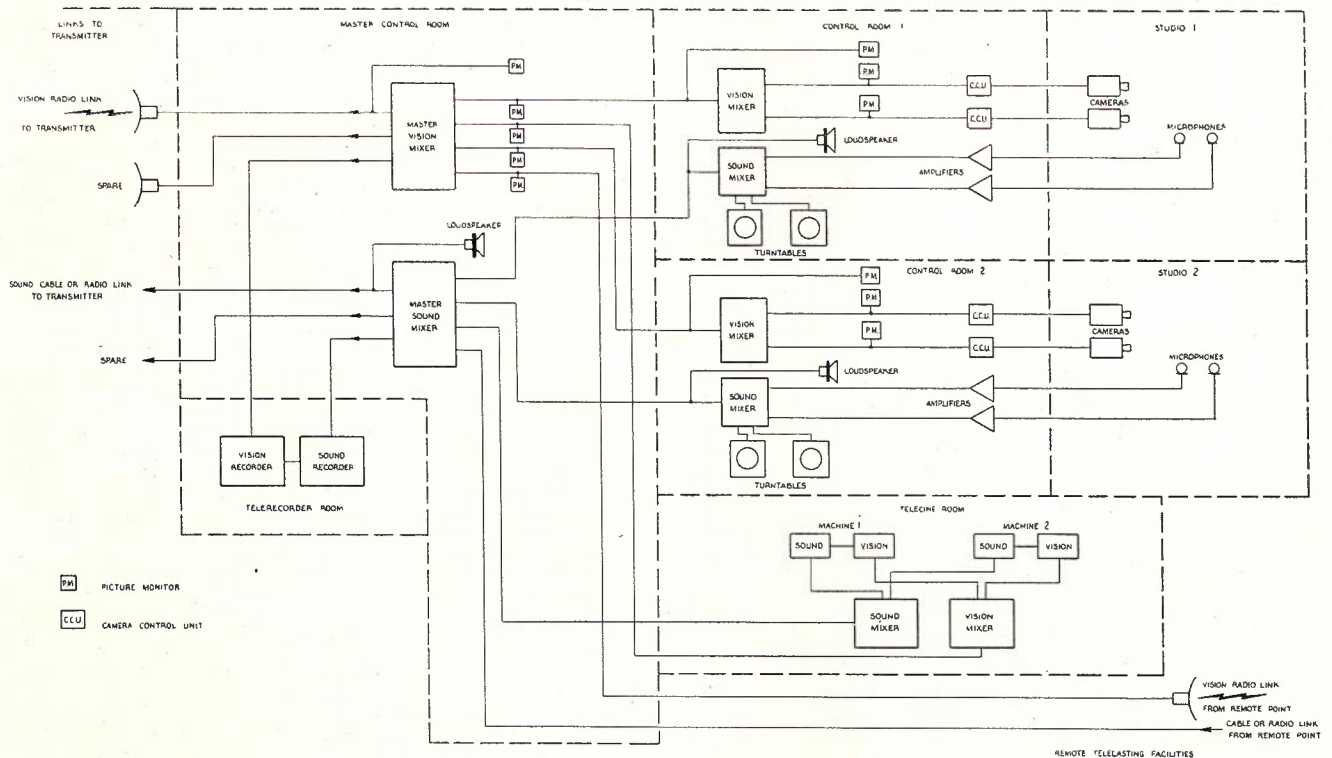 LINKS TO
TRANSMITTER
MASTER CONTROL ROOM
CONTROL ROOM 1
STUDIO 1
VISION RADIO LINK
TO TRANSMITTER
SPARE
PM
MASTER
VISION
MIXER
PM
PM
PM
PM
PM
VISION
MIXER
PM
PM
C.C.U
C.C.U
CAMERAS
LOUDSPEAKER
SOUND
MIXER
AMPLIFIERS
MICROPHONES
TURNTABLES
LOUDSPEAKER
SOUND CABLE OR RADIO LINK
TO TRANSMITTER
SPARE
MASTER
SOUND
MIXER
CONTROL ROOM 2
STUDIO 2
PM
VISION
MIXER
PM
PM
C.C.U.
C.C.U.
CAMERAS
LOUDSPEAKER
SOUND
MIXER
AMPLIFIERS
MICROPHONES
TURNTABLES
VISION
RECORDER
SOUND
RECORDER
TELERECORDER ROOM
TELECINE ROOM
MACHINE 1
MACHINE 2
SOUND
VISION
SOUND
VISION
SOUND
MIXER
VISION
MIXER
PM PICTURE MONITOR
C.C.U CAMERA CONTROL UNIT
VISION RADIO LINK
FROM REMOTE POINT
CABLE OR RADIO LINK
FROM REMOTE POINT
REMOTE TELECASTING FACILITIES